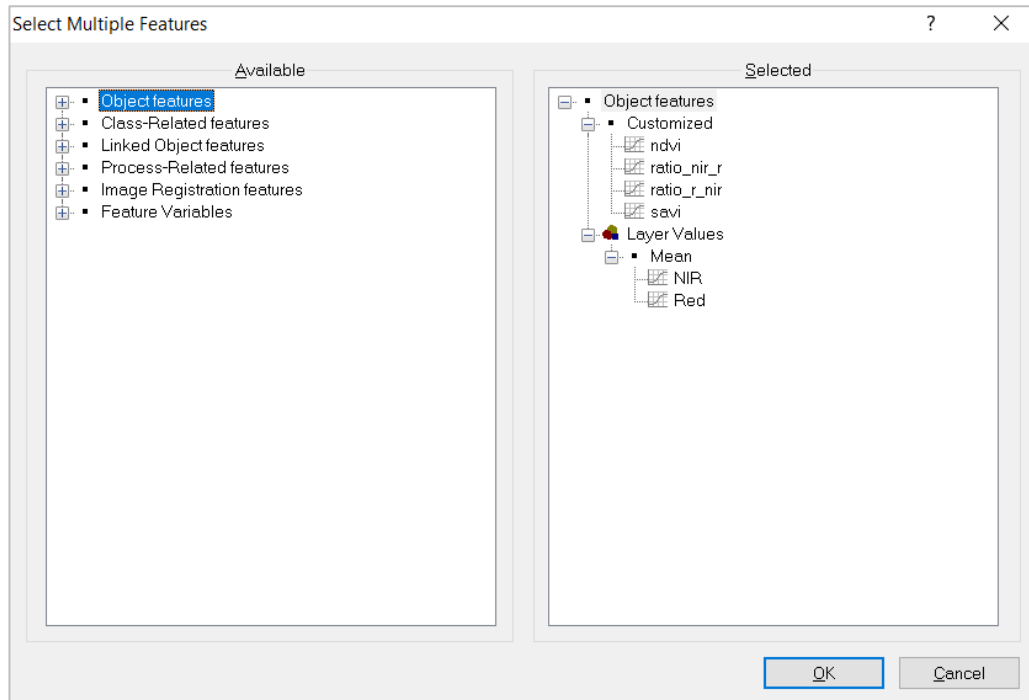 Select Multiple Features
?
Available
Object features
Class-Related features
Linked Object features
Process-Related features
Image Registration features
Feature Variables
Selected
Object features
Customized
ndvi
ratio_nir_r
ratio_r_nir
savi
Layer Values
Mean
NIR
Red
OK
Cancel